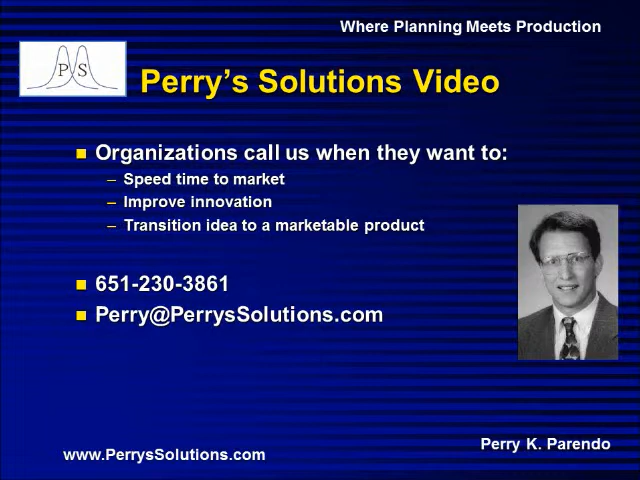 Where Planning Meets Production
P S
Perry's Solutions Video
Organizations call us when they want to:
– Speed time to market
– Improve innovation
– Transition idea to a marketable product
651-230-3861
Perry@PerrysSolutions.com
Perry K. Parendo
www.PerrysSolutions.com